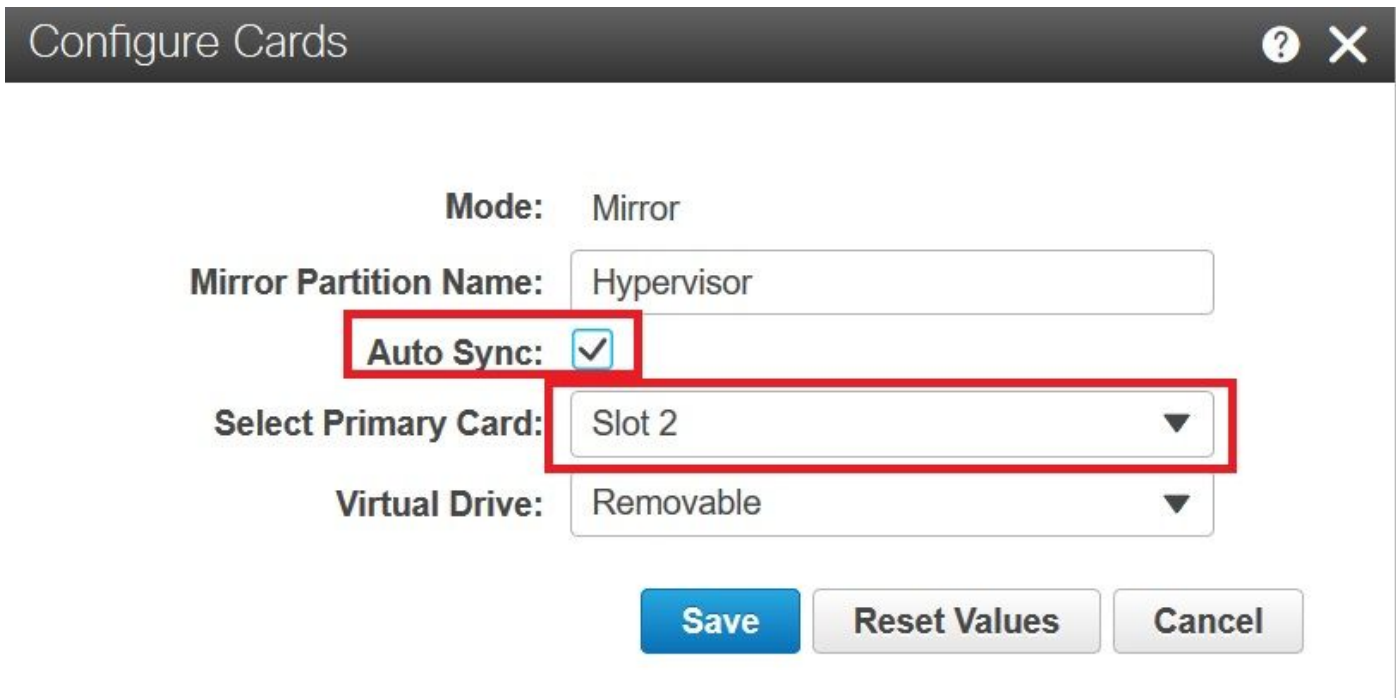 Configure Cards ?
Mode: Mirror
Mirror Partition Name: Hypervisor
Auto Sync:
Select Primary Card: Slot 2
Virtual Drive: Removable
Save Reset Values Cancel